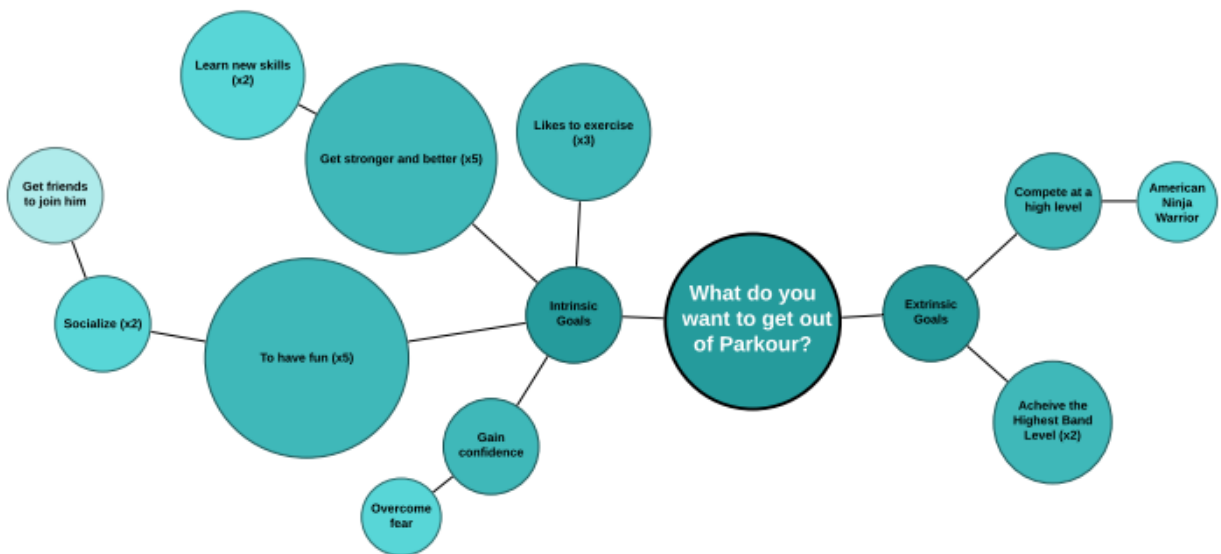 Learn new skills
(x2)
Get stronger and better (x5)
Likes to exercise
(x3)
Get friends
to join him
Socialize (x2)
To have fun (x5)
Gain
confidence
Overcome
fear
Intrinsic
Goals
What do you
want to get out
of Parkour?
Extrinsic
Goals
Compete at a
high level
American
Ninja
Warrior
Acheive the
Highest Band
Level (x2)